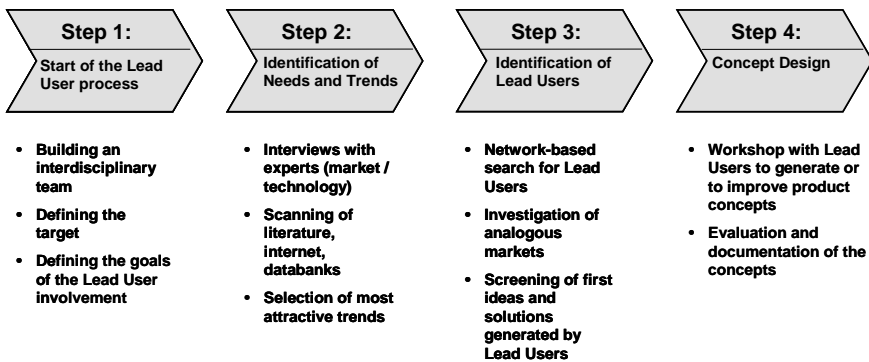 Step 1:
Start of the Lead
User process
• Building an
interdisciplinary
team
• Defining the
target
• Defining the goals
of the Lead User
involvement
Step 2:
Identification of
Needs and Trends
• Interviews with
experts (market /
technology)
• Scanning of
literature,
internet,
databanks
• Selection of most
attractive trends
Step 3:
Identification of
Lead Users
• Network-based
search for Lead
Users
• Investigation of
analogous
markets
• Screening of first
ideas and
solutions
generated by
Lead Users
Step 4:
Concept Design
• Workshop with Lead
Users to generate or
to improve product
concepts
• Evaluation and
documentation of the
concepts